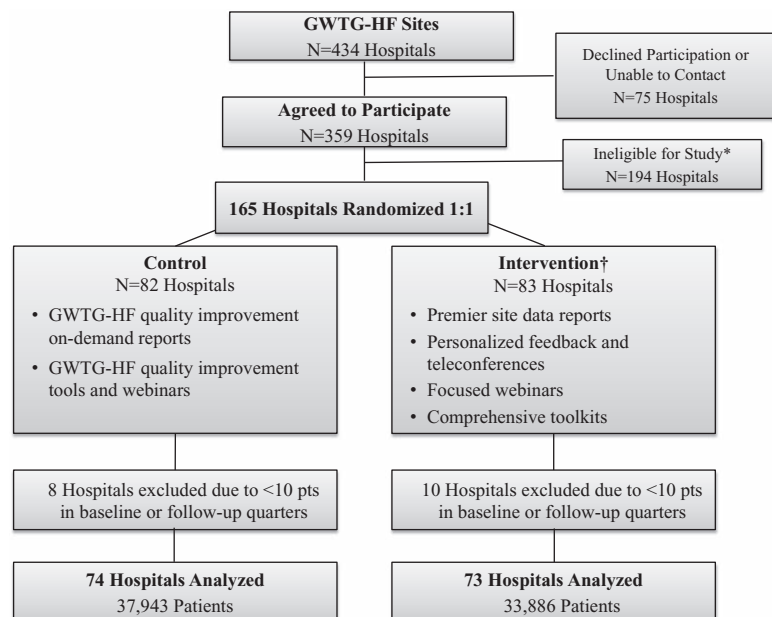 GWTG-HF Sites
N=434 Hospitals
Declined Participation or
Unable to Contact
N=75 Hospitals
Agreed to Participate
N=359 Hospitals
Ineligible for Study*
N=194 Hospitals
165 Hospitals Randomized 1:1
Control
N=82 Hospitals
• GWTG-HF quality improvement
on-demand reports
• GWTG-HF quality improvement
tools and webinars
Intervention†
N=83 Hospitals
• Premier site data reports
• Personalized feedback and
teleconferences
• Focused webinars
• Comprehensive toolkits
8 Hospitals excluded due to <10 pts
in baseline or follow-up quarters
10 Hospitals excluded due to <10 pts
in baseline or follow-up quarters
74 Hospitals Analyzed
37,943 Patients
73 Hospitals Analyzed
33,886 Patients